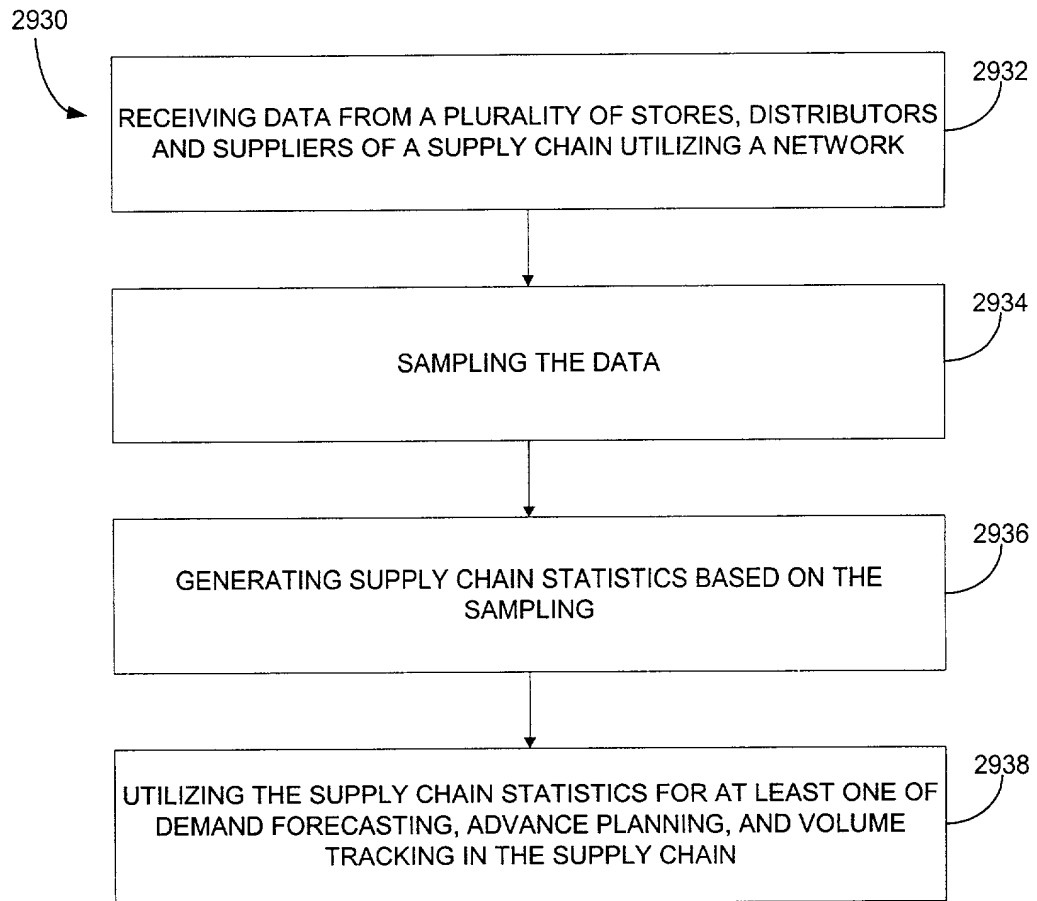 2930
2932
RECEIVING DATA FROM A PLURALITY OF STORES, DISTRIBUTORS
AND SUPPLIERS OF A SUPPLY CHAIN UTILIZING A NETWORK
2934
SAMPLING THE DATA
2936
GENERATING SUPPLY CHAIN STATISTICS BASED ON THE
SAMPLING
2938
UTILIZING THE SUPPLY CHAIN STATISTICS FOR AT LEAST ONE OF
DEMAND FORECASTING, ADVANCE PLANNING, AND VOLUME
TRACKING IN THE SUPPLY CHAIN